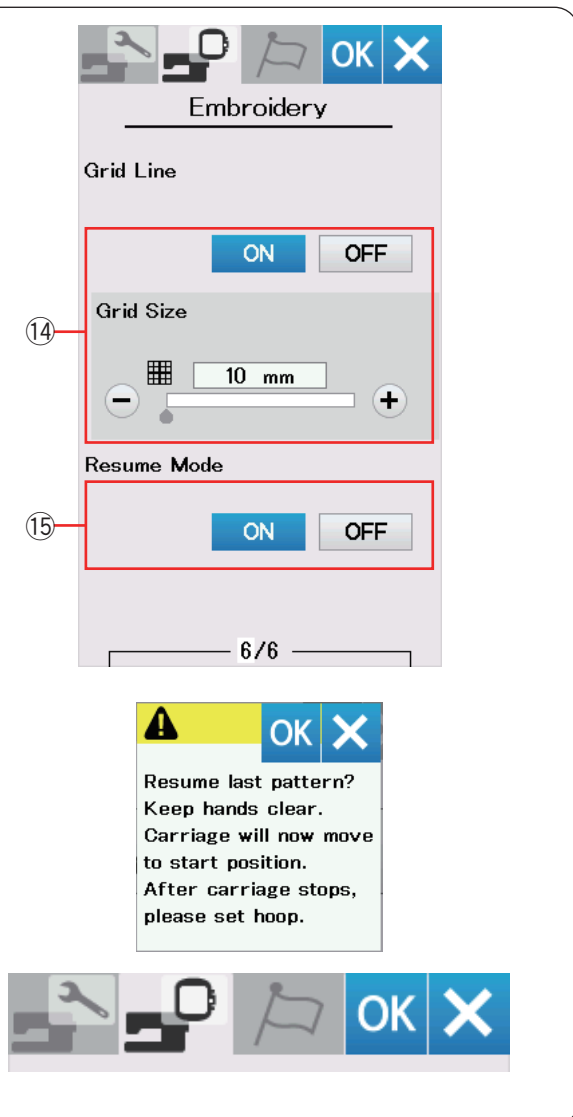 OK
Embroidery
Grid Line
ON OFF
⑭
Grid Size
10 mm
Resume Mode
⑮
ON OFF
6/6
OK
Resume last pattern?
Keep hands clear.
Carriage will now move
to start position.
After carriage stops,
please set hoop.
OK